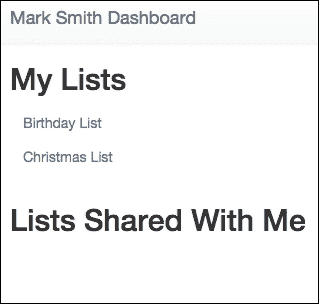 Mark Smith Dashboard
My Lists
Birthday List
Christmas List
Lists Shared With Me